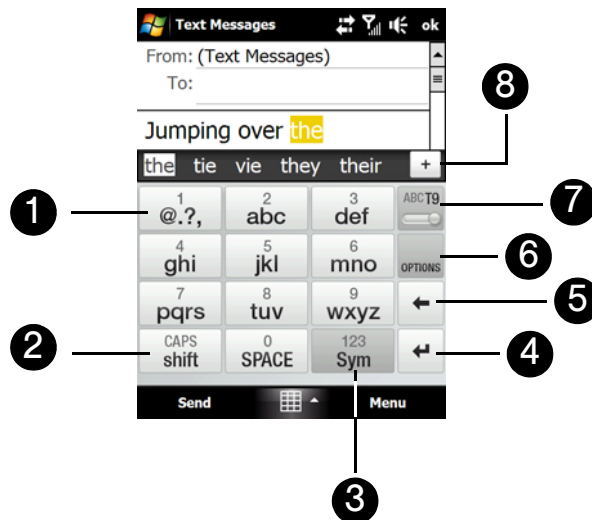 Text Messages ok
From: (Text Messages)
To:
Jumping over the
8
the tie vie they their +
1 2 3 ABC T9
@.?, abc def
1 7
4 5 6
ghi jkl mno OPTIONS
6
7 8 9
pqrs tuv wxyz
5
CAPS 0 123
shift SPACE Sym
2 4
Send Menu
3